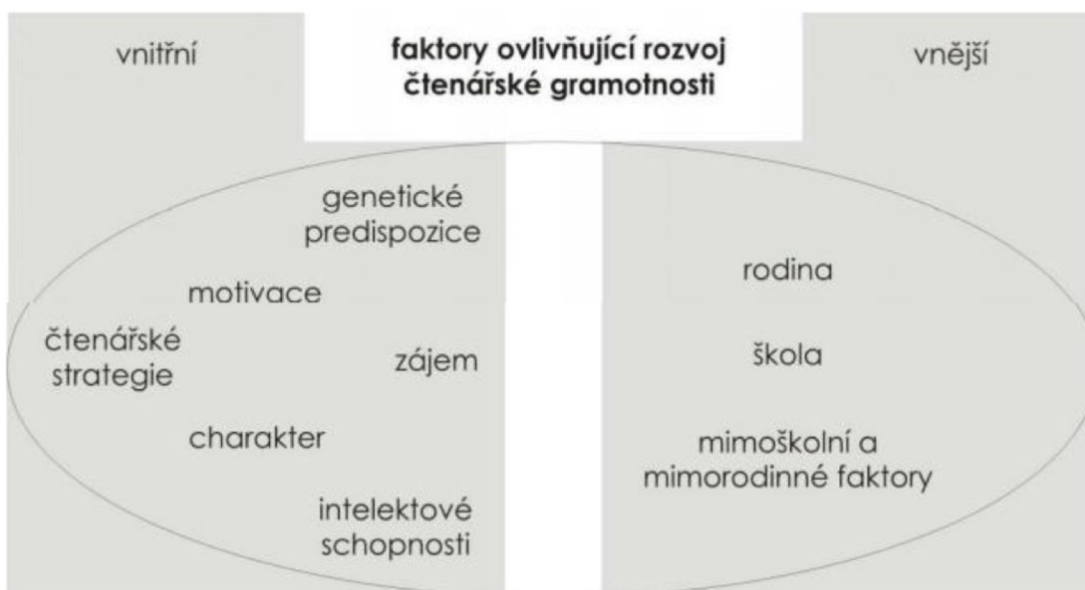 vnitřní
faktory ovlivňující rozvoj
čtenářské gramotnosti
vnější
genetické
predispozice
motivace
čtenářské
strategie
zájem
charakter
intelektové
schopnosti
rodina
škola
mimoškolní a
mimorodinné faktory